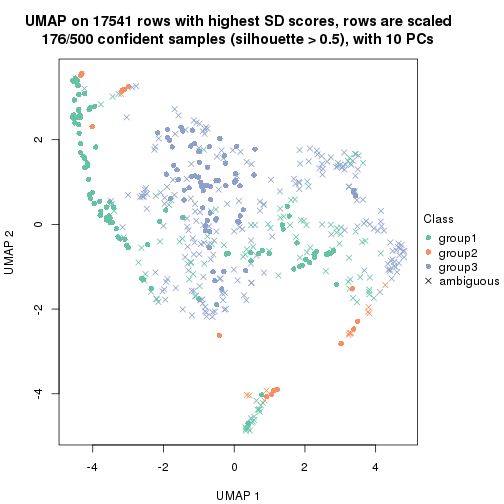 UMAP on 17541 rows with highest SD scores, rows are scaled
176/500 confident samples (silhouette > 0.5), with 10 PCs
2
0
-2
-4
UMAP 2
-4
-2
0
2
4
UMAP 1
Class
group1
group2
group3
ambiguous